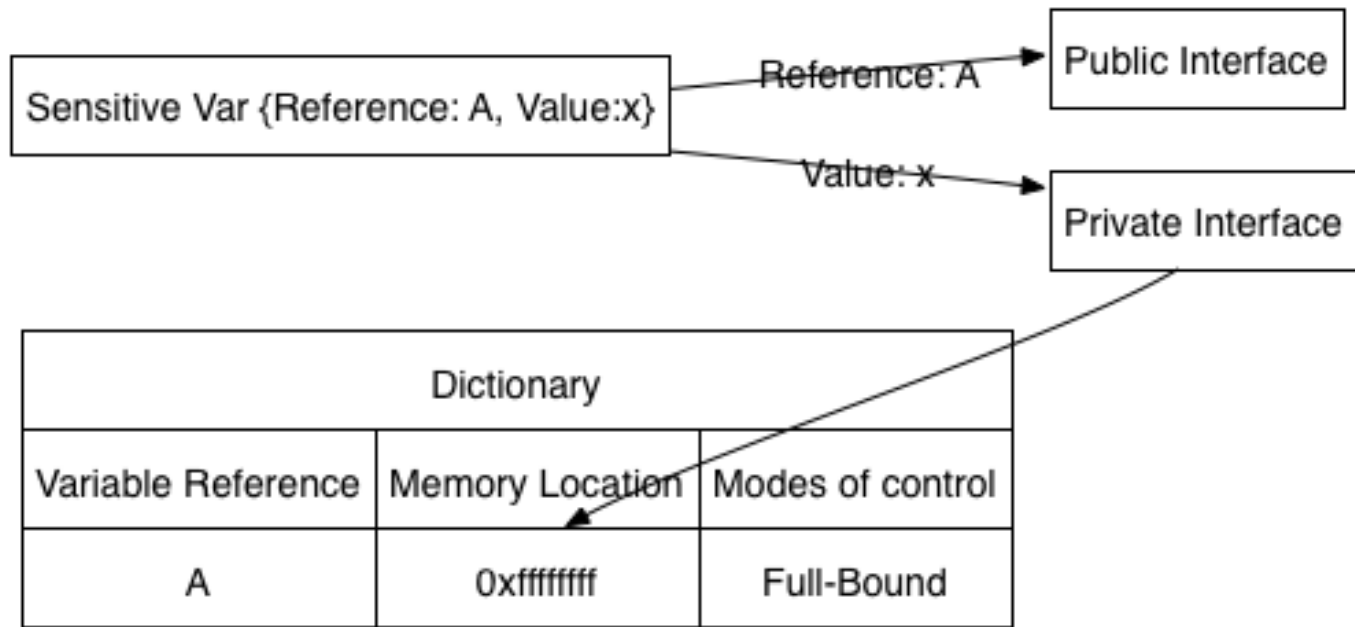 Sensitive Var {Reference: A, Value:x}
Reference: A
Public Interface
Value: x
Private Interface
Dictionary
Variable Reference Memory Location Modes of control
A 0xffffffff Full-Bound